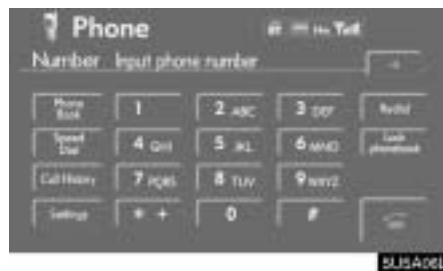 Phone
Number Input phone number
Phone Book 1 2 ABC 3 DEF Redial
Speed Dial 4 GHI 5 JKL 6 MNO Lock phonebook
Call History 7 PQRS 8 TUV 9 WXYZ
Settings * + 0 #